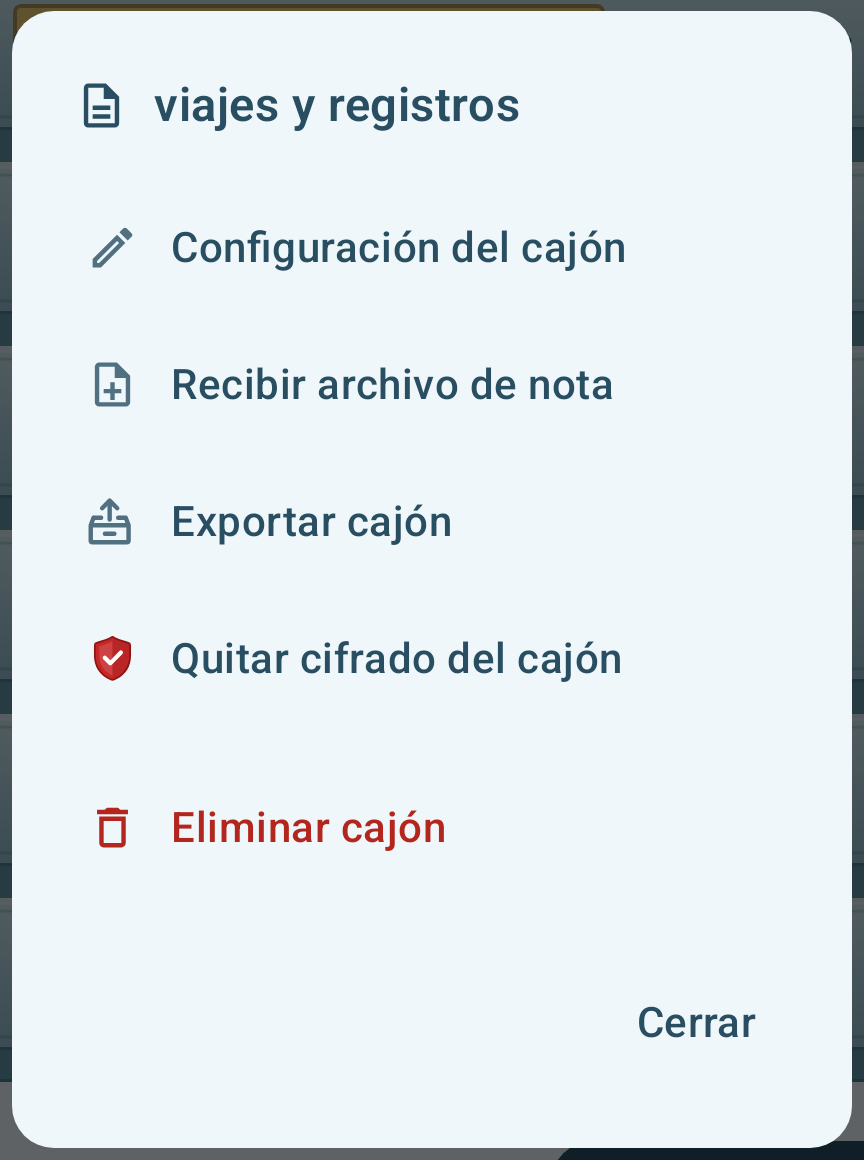 viajes y registros
Configuración del cajón
Recibir archivo de nota
Exportar cajón
Quitar cifrado del cajón
Eliminar cajón
Cerrar